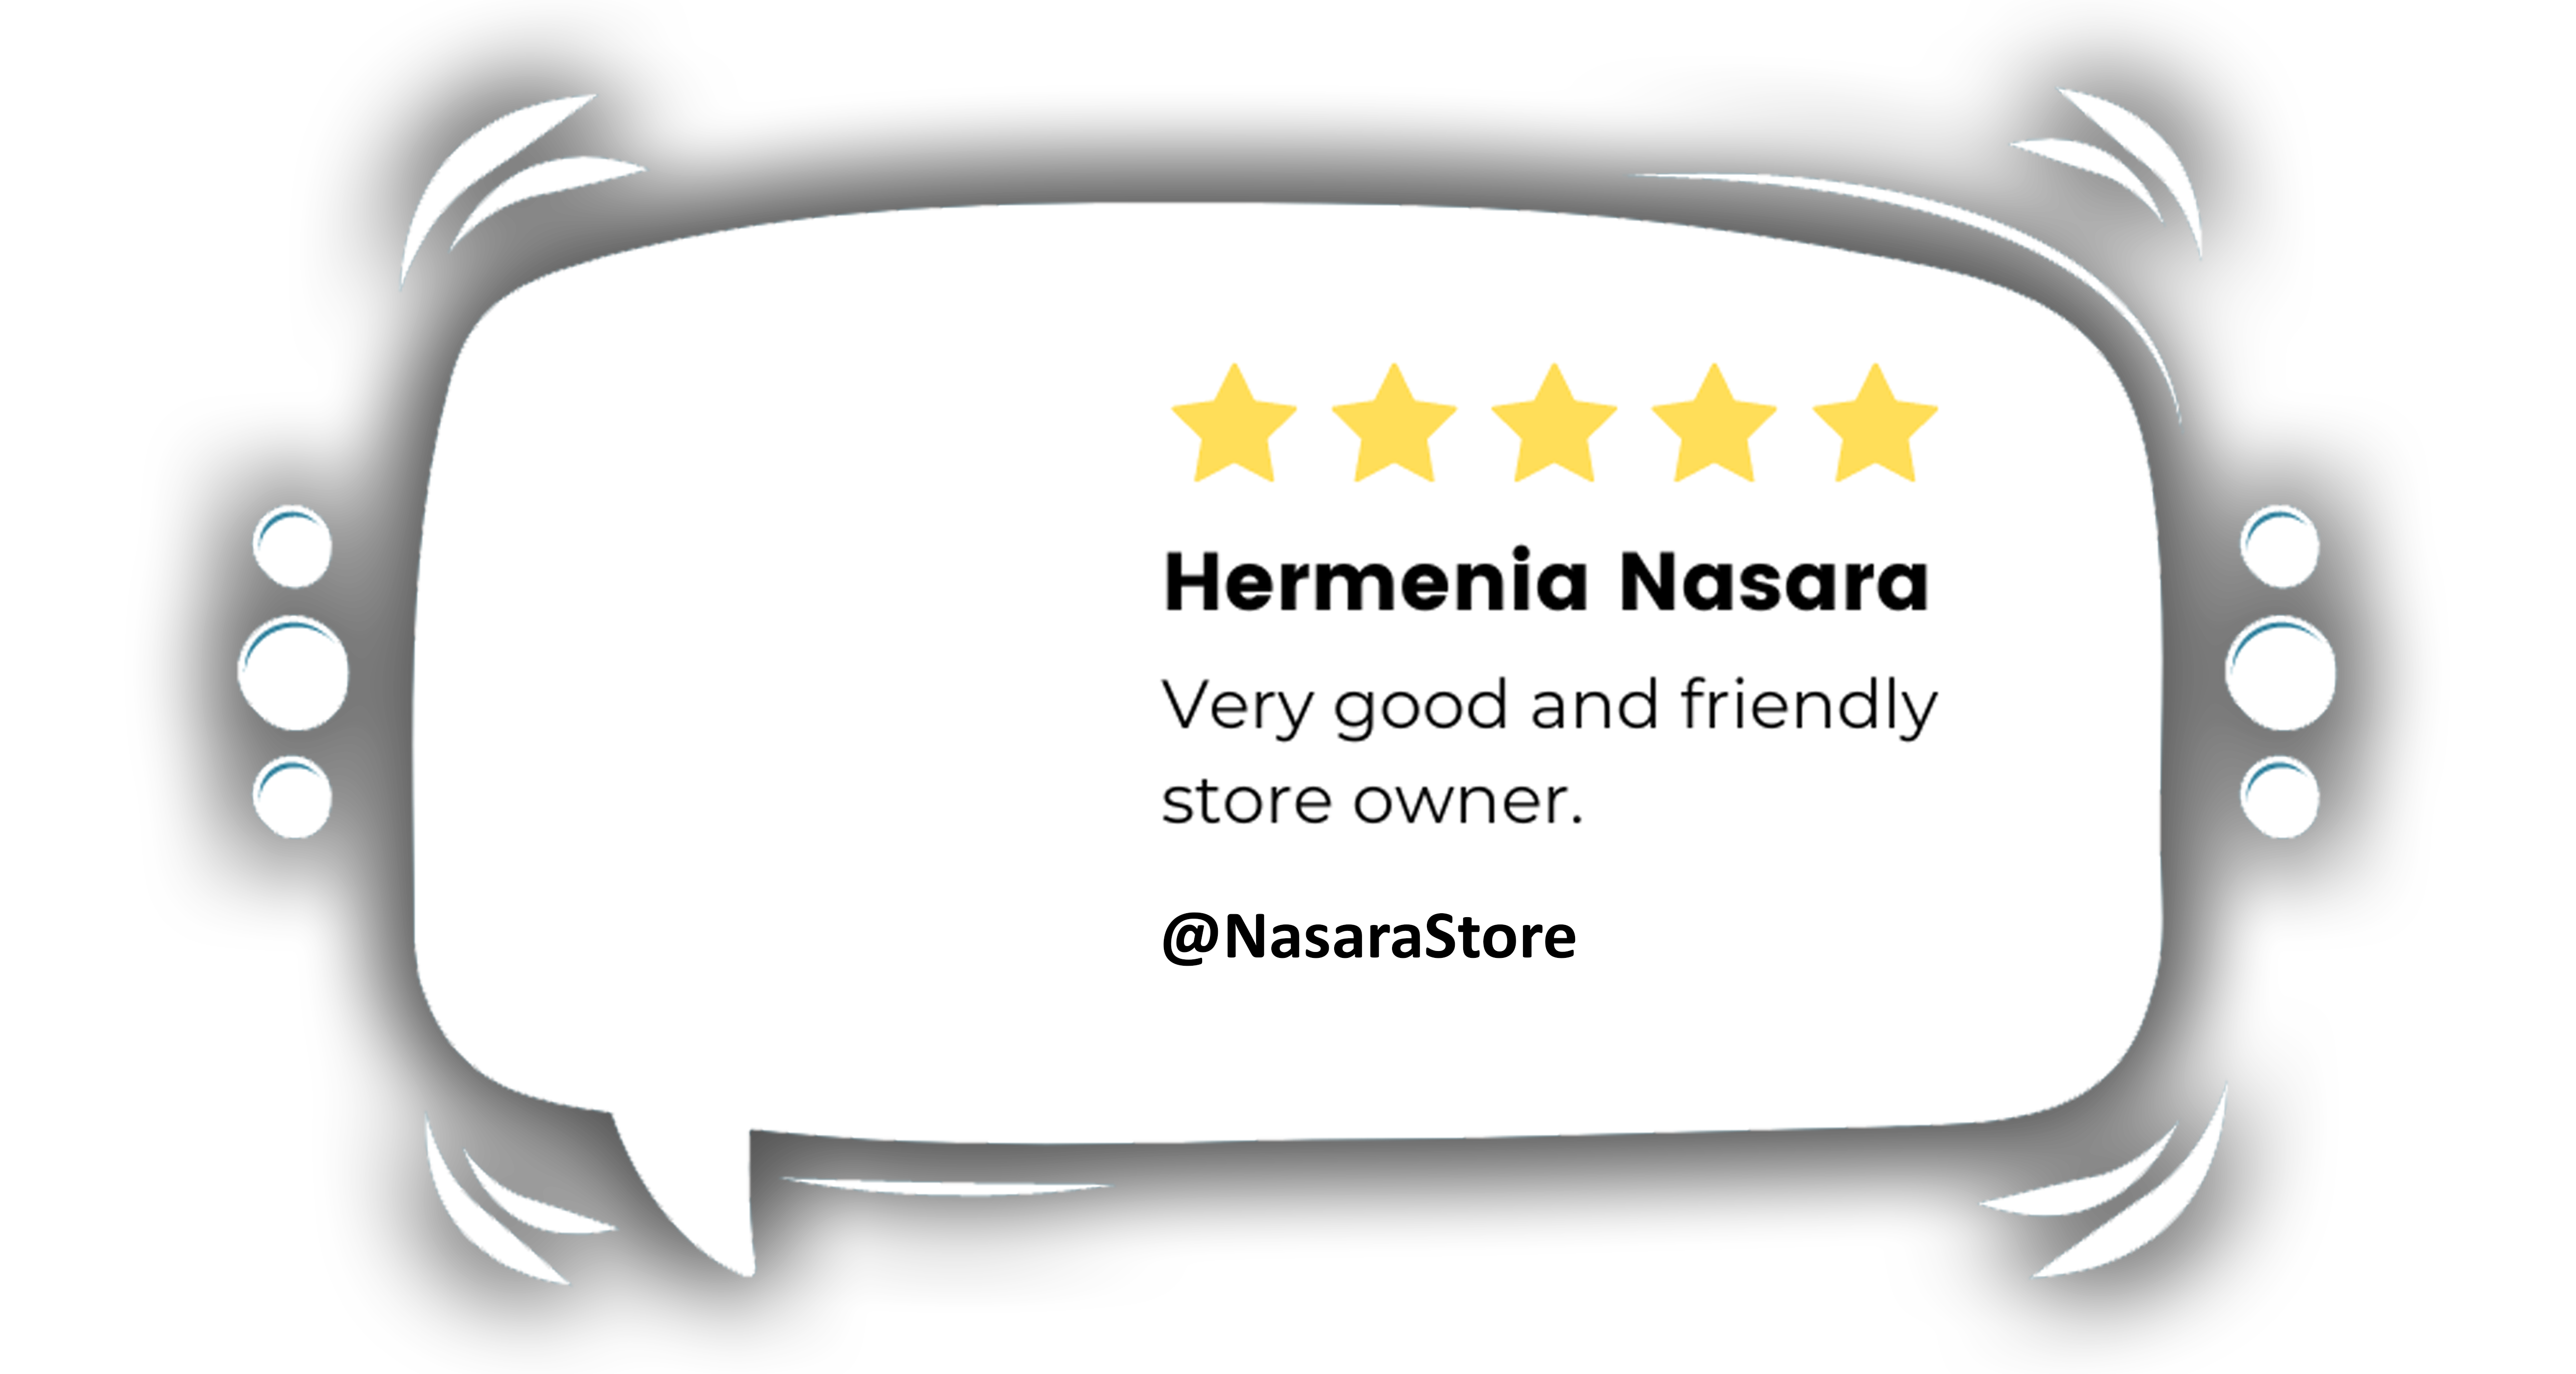 Hermenia Nasara
Very good and friendly
store owner.
@NasaraStore